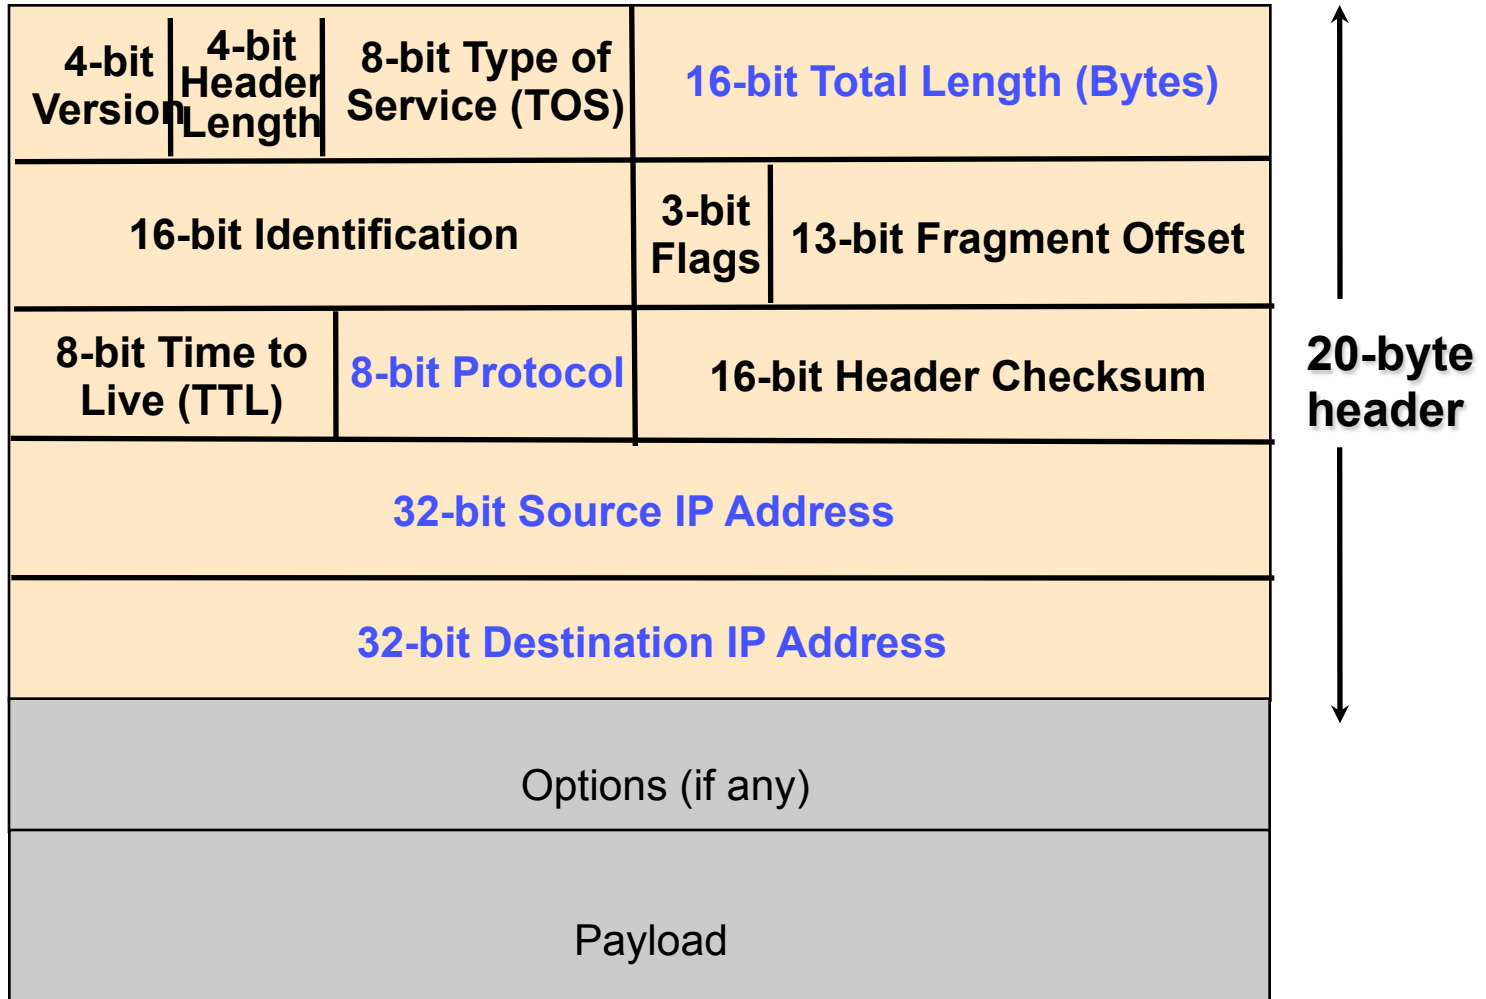 4-bit
Version
4-bit
Header
Length
8-bit Type of
Service (TOS)
16-bit Total Length (Bytes)
16-bit Identification
3-bit
Flags
13-bit Fragment Offset
8-bit Time to
Live (TTL)
8-bit Protocol
16-bit Header Checksum
20-byte
header
32-bit Source IP Address
32-bit Destination IP Address
Options (if any)
Payload